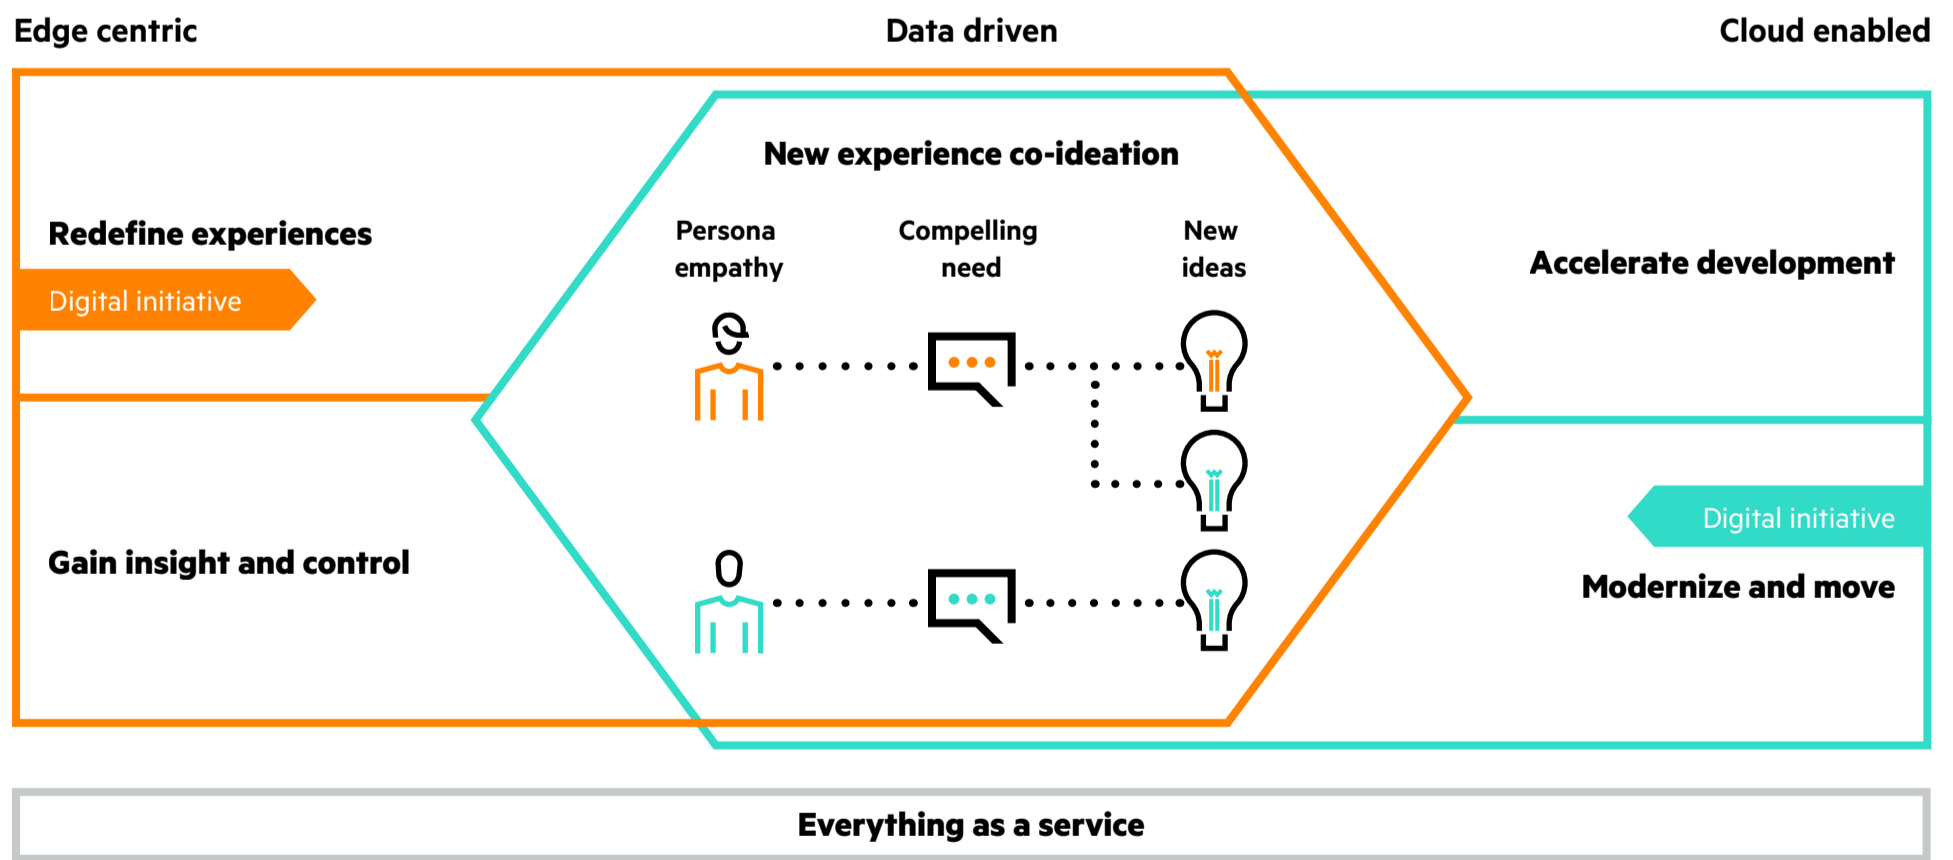 Edge centric
Data driven
Cloud enabled
New experience co-ideation
Redefine experiences
Digital initiative
Persona
empathy
Compelling
need
New
ideas
Accelerate development
Gain insight and control
Digital initiative
Modernize and move
Everything as a service